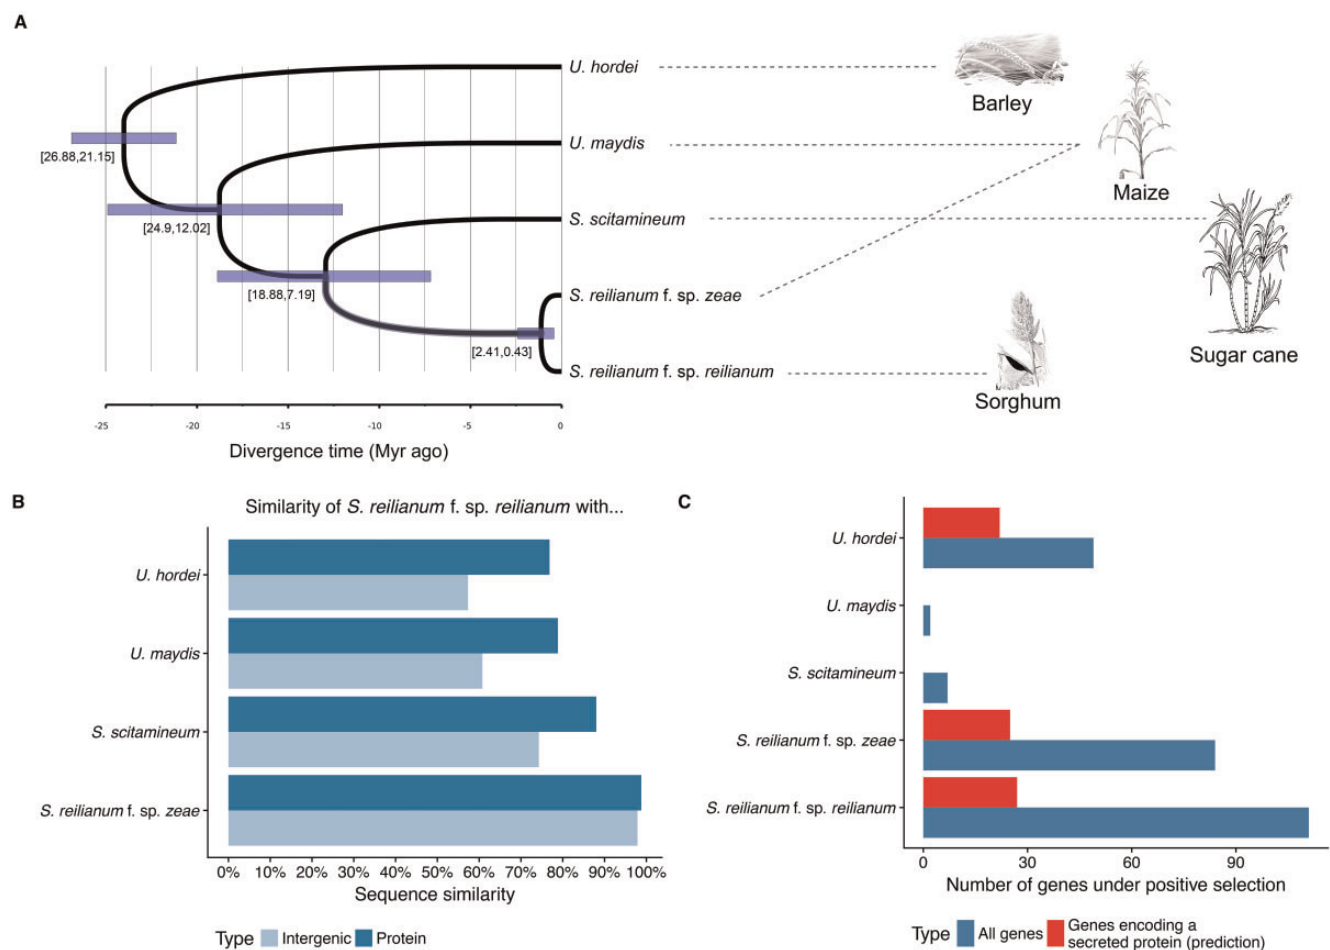 A
U. hordei
Barley
[26.88,21.15]
U. maydis
Maize
[24.9,12.02]
S. scitamineum
Sugar cane
[18.88,7.19]
S. reilianum f. sp. zeae
[2.41,0.43]
S. reilianum f. sp. reilianum
Sorghum
-25 -20 -15 -10 -5 0
Divergence time (Myr ago)
B
Similarity of S. reilianum f. sp. reilianum with...
U. hordei
U. maydis
S. scitamineum
S. reilianum f. sp. zeae
0% 10% 20% 30% 40% 50% 60% 70% 80% 90% 100%
Sequence similarity
Type Intergenic Protein
C
U. hordei
U. maydis
S. scitamineum
S. reilianum f. sp. zeae
S. reilianum f. sp. reilianum
0 30 60 90
Number of genes under positive selection
Type All genes Genes encoding a
secreted protein (prediction)